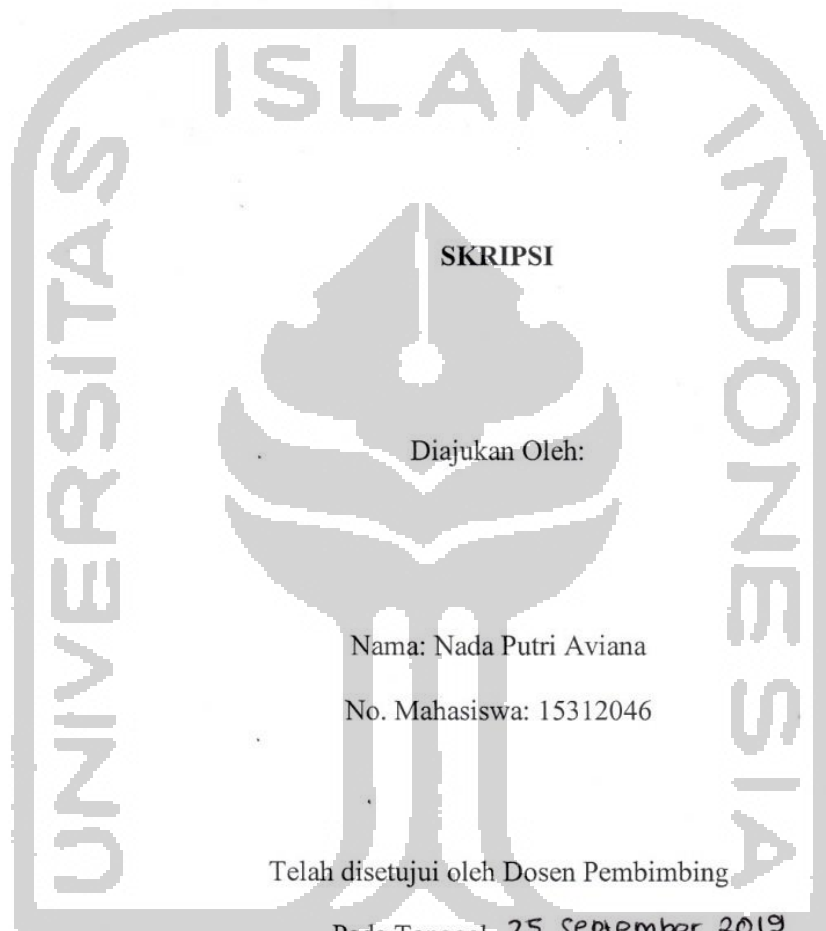 UNIVERSITAS ISLAM INDONESIA
SKRIPSI
Diajukan Oleh:
Nama: Nada Putri Aviana
No. Mahasiswa: 15312046
Telah disetujui oleh Dosen Pembimbing
Pada Tanggal 25 September 2019